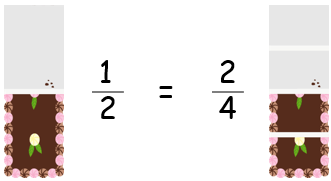 1/2 = 2/4